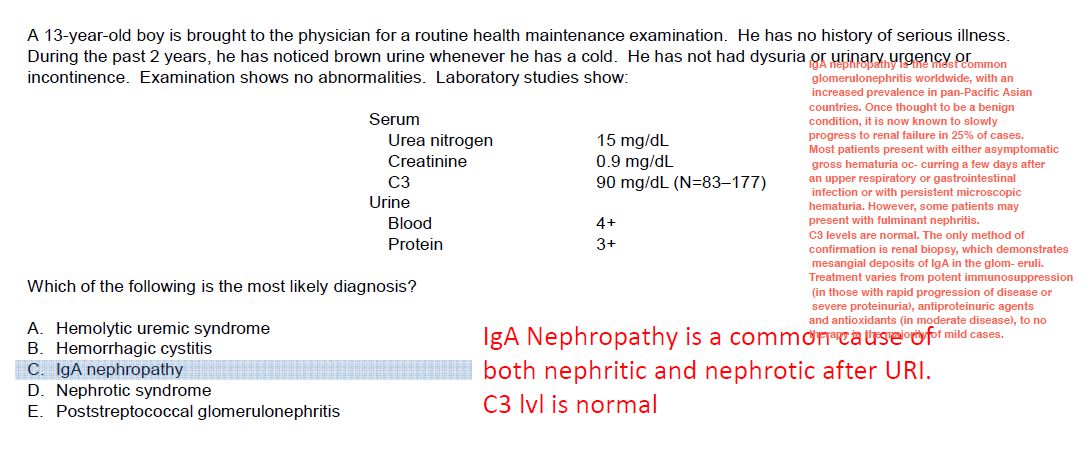 A 13-year-old boy is brought to the physician for a routine health maintenance examination.  He has no history of serious illness.
During the past 2 years, he has noticed brown urine whenever he has a cold.  He has not had dysuria or urinary urgency or
incontinence.  Examination shows no abnormalities.  Laboratory studies show:
Serum
Urea nitrogen 15 mg/dL
Creatinine 0.9 mg/dL
C3 90 mg/dL (N=83–177)
Urine
Blood 4+
Protein 3+
Which of the following is the most likely diagnosis?
A. Hemolytic uremic syndrome
B. Hemorrhagic cystitis
C. IgA nephropathy
D. Nephrotic syndrome
E. Poststreptococcal glomerulonephritis
IgA nephropathy is the most common
glomerulonephritis worldwide, with an
increased prevalence in pan-Pacific Asian
countries. Once thought to be a benign
condition, it is now known to slowly
progress to renal failure in 25% of cases.
Most patients present with either asymptomatic
gross hematuria oc- curring a few days after
an upper respiratory or gastrointestinal
infection or with persistent microscopic
hematuria. However, some patients may
present with fulminant nephritis.
C3 levels are normal. The only method of
confirmation is renal biopsy, which demonstrates
mesangial deposits of IgA in the glom- eruli.
Treatment varies from potent immunosuppression
(in those with rapid progression of disease or
severe proteinuria), antiproteinuric agents
and antioxidants (in moderate disease), to no
therapy in the majority of mild cases.
IgA Nephropathy is a common cause of
both nephritic and nephrotic after URI.
C3 lvl is normal